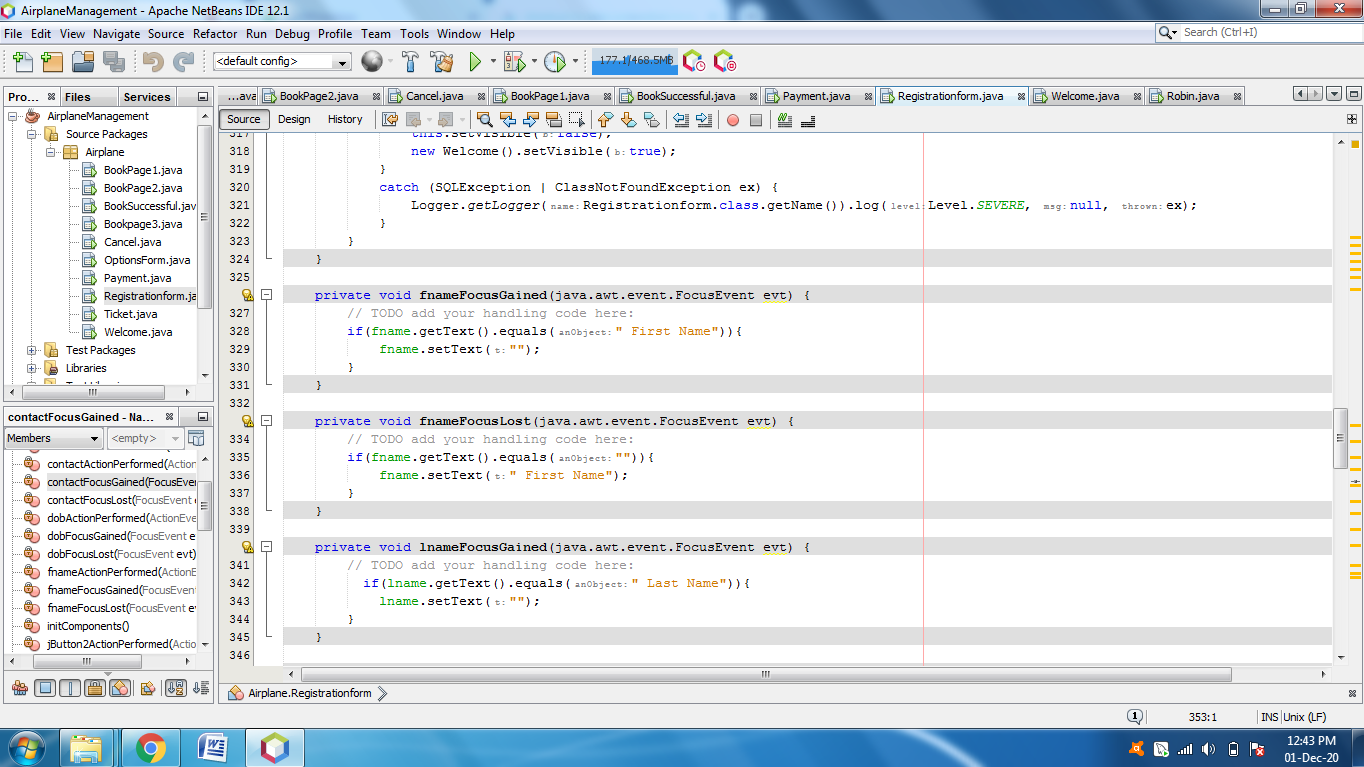 AirplaneManagement - Apache NetBeans IDE 12.1
File Edit View Navigate Source Refactor Run Debug Profile Team Tools Window Help
Search (Ctrl+I)
<default config>
177.1/468.5MB
Pro... Files Services
...ava BookPage2.java Cancel.java BookPage1.java BookSuccessful.java Payment.java Registrationform.java Welcome.java Robin.java
Source Design History
AirplaneManagement
Source Packages
Airplane
BookPage1.java
BookPage2.java
BookSuccessful.jav
Bookpage3.java
Cancel.java
OptionsForm.java
Payment.java
Registrationform.ja
Ticket.java
Welcome.java
Test Packages
Libraries
contactFocusGained - Na...
Members <empty>
contactActionPerformed(Action
contactFocusGained(FocusEve
contactFocusLost(FocusEvent e
dobActionPerformed(ActionEve
dobFocusGained(FocusEvent e
dobFocusLost(FocusEvent evt)
fnameActionPerformed(ActionE
fnameFocusGained(FocusEvent
fnameFocusLost(FocusEvent ev
initComponents()
jButton2ActionPerformed(Actio
317 this.setVisible(b:false);
318 new Welcome().setVisible(b:true);
319 }
320 catch (SQLException | ClassNotFoundException ex) {
321 Logger.getLogger(name:Registrationform.class.getName()).log(level:Level.SEVERE, msg:null, thrown:ex);
322 }
323 }
324 }
325
private void fnameFocusGained(java.awt.event.FocusEvent evt) {
327 // TODO add your handling code here:
328 if(fname.getText().equals(anObject:" First Name")){
329 fname.setText(t:"");
330 }
331 }
332
private void fnameFocusLost(java.awt.event.FocusEvent evt) {
334 // TODO add your handling code here:
335 if(fname.getText().equals(anObject:"")){
336 fname.setText(t:" First Name");
337 }
338 }
339
private void lnameFocusGained(java.awt.event.FocusEvent evt) {
341 // TODO add your handling code here:
342 if(lname.getText().equals(anObject:" Last Name")){
343 lname.setText(t:"");
344 }
345 }
346
Airplane.Registrationform
1 353:1 INS Unix (LF)
12:43 PM
01-Dec-20